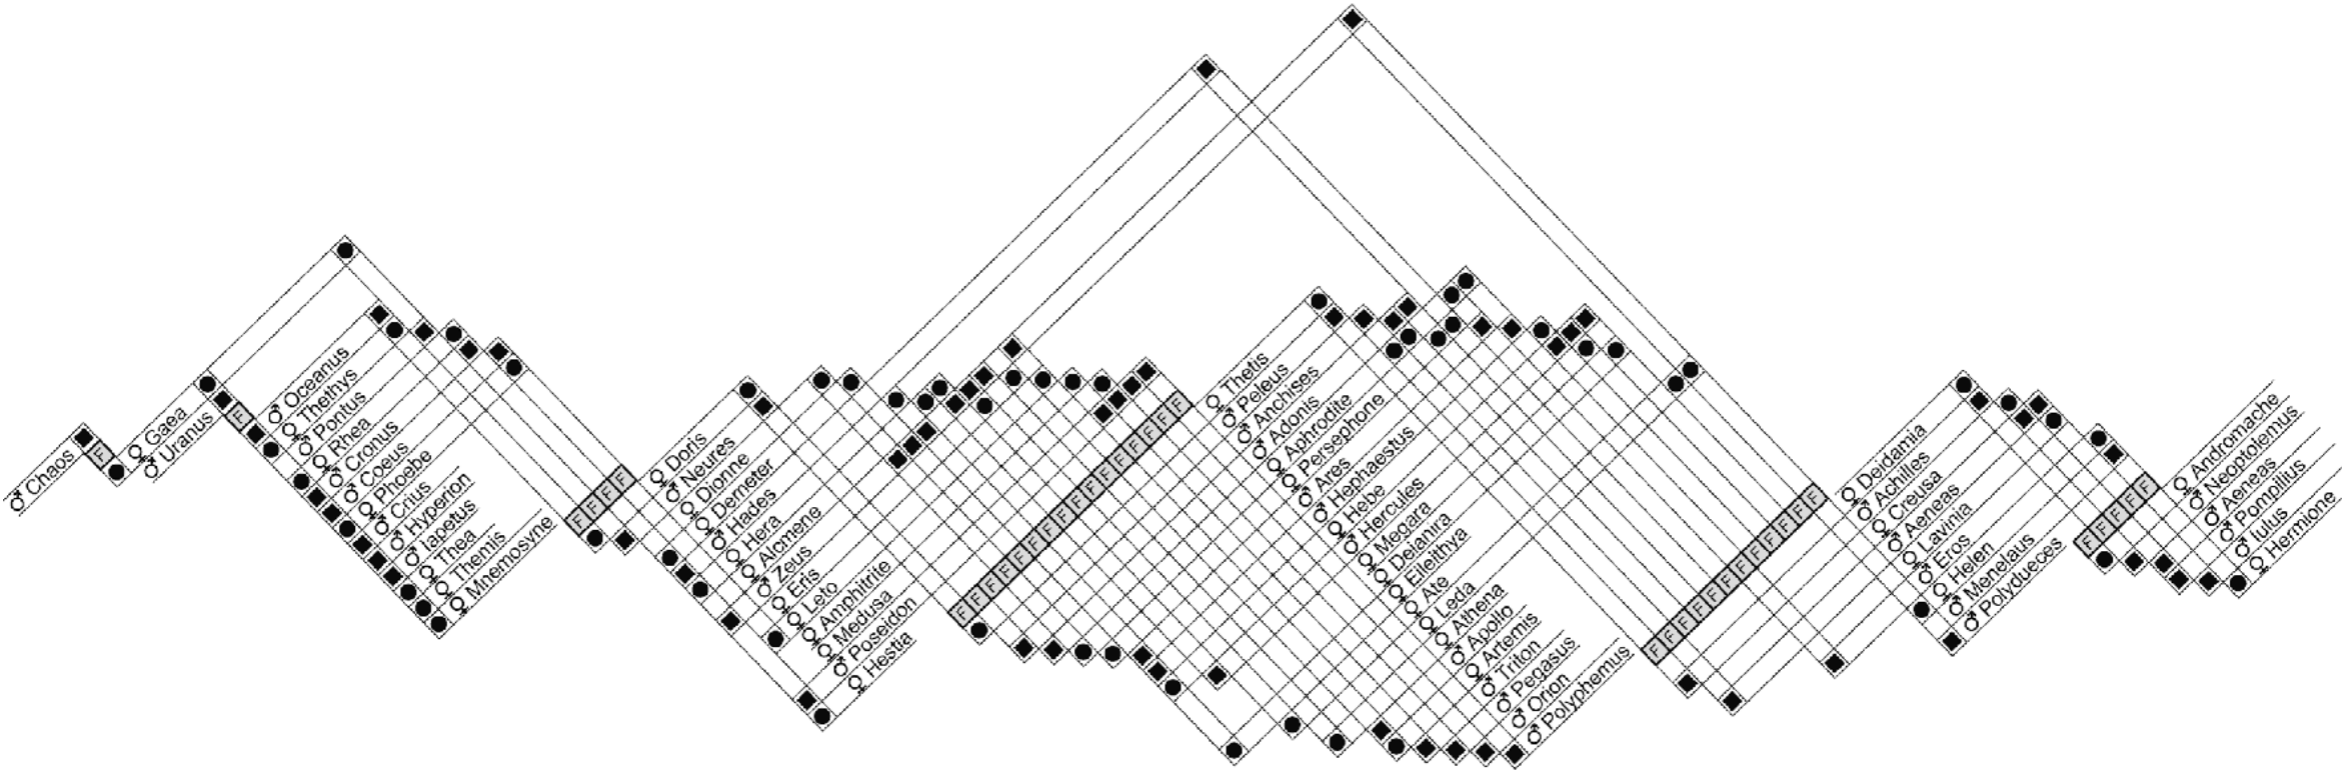 ♂ Chaos
F
♀ Gaea
♂ Uranus
F
♂ Oceanus
♀ Thethys
♂ Pontus
♀ Rhea
♂ Cronus
♂ Coeus
♀ Phoebe
♂ Crius
♂ Hyperion
♂ Iapetus
♀ Thea
♀ Themis
♀ Mnemosyne
F F F F
♀ Doris
♂ Neures
♀ Dionne
♀ Demeter
♂ Hades
♀ Hera
♀ Alcmene
♂ Zeus
♀ Eris
♀ Leto
♀ Amphitrite
♀ Medusa
♂ Poseidon
♀ Hestia
F F F F F F F F F F F F F F F
♀ Thetis
♂ Peleus
♂ Anchises
♂ Adonis
♀ Aphrodite
♀ Persephone
♂ Ares
♂ Hephaestus
♀ Hebe
♂ Hercules
♀ Megara
♀ Deianira
♀ Eileithya
♀ Ate
♀ Leda
♀ Athena
♂ Apollo
♀ Artemis
♂ Triton
♂ Pegasus
♂ Orion
♂ Polyphemus
F F F F F F F F F F F
♀ Deidamia
♂ Achilles
♀ Creusa
♂ Aeneas
♀ Lavinia
♂ Eros
♀ Helen
♂ Menelaus
♂ Polydueces
F F F F F
♀ Andromache
♂ Neoptolemus
♂ Aeneas
♂ Pompilius
♂ Iulus
♀ Hermione